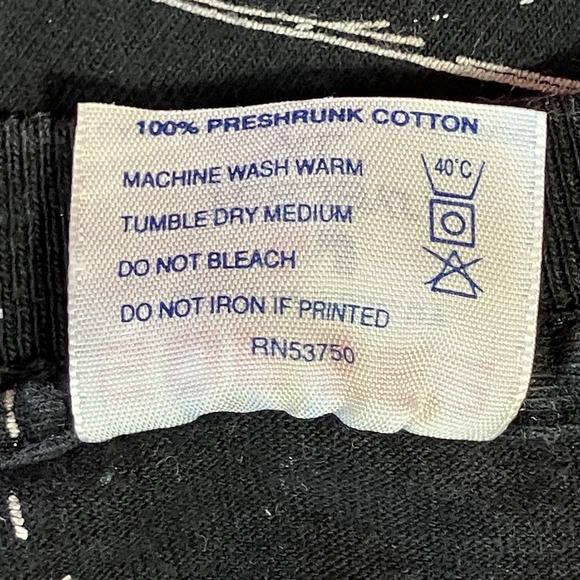 100% PRESHRUNK COTTON
MACHINE WASH WARM 40°C
TUMBLE DRY MEDIUM
DO NOT BLEACH
DO NOT IRON IF PRINTED
RN53750